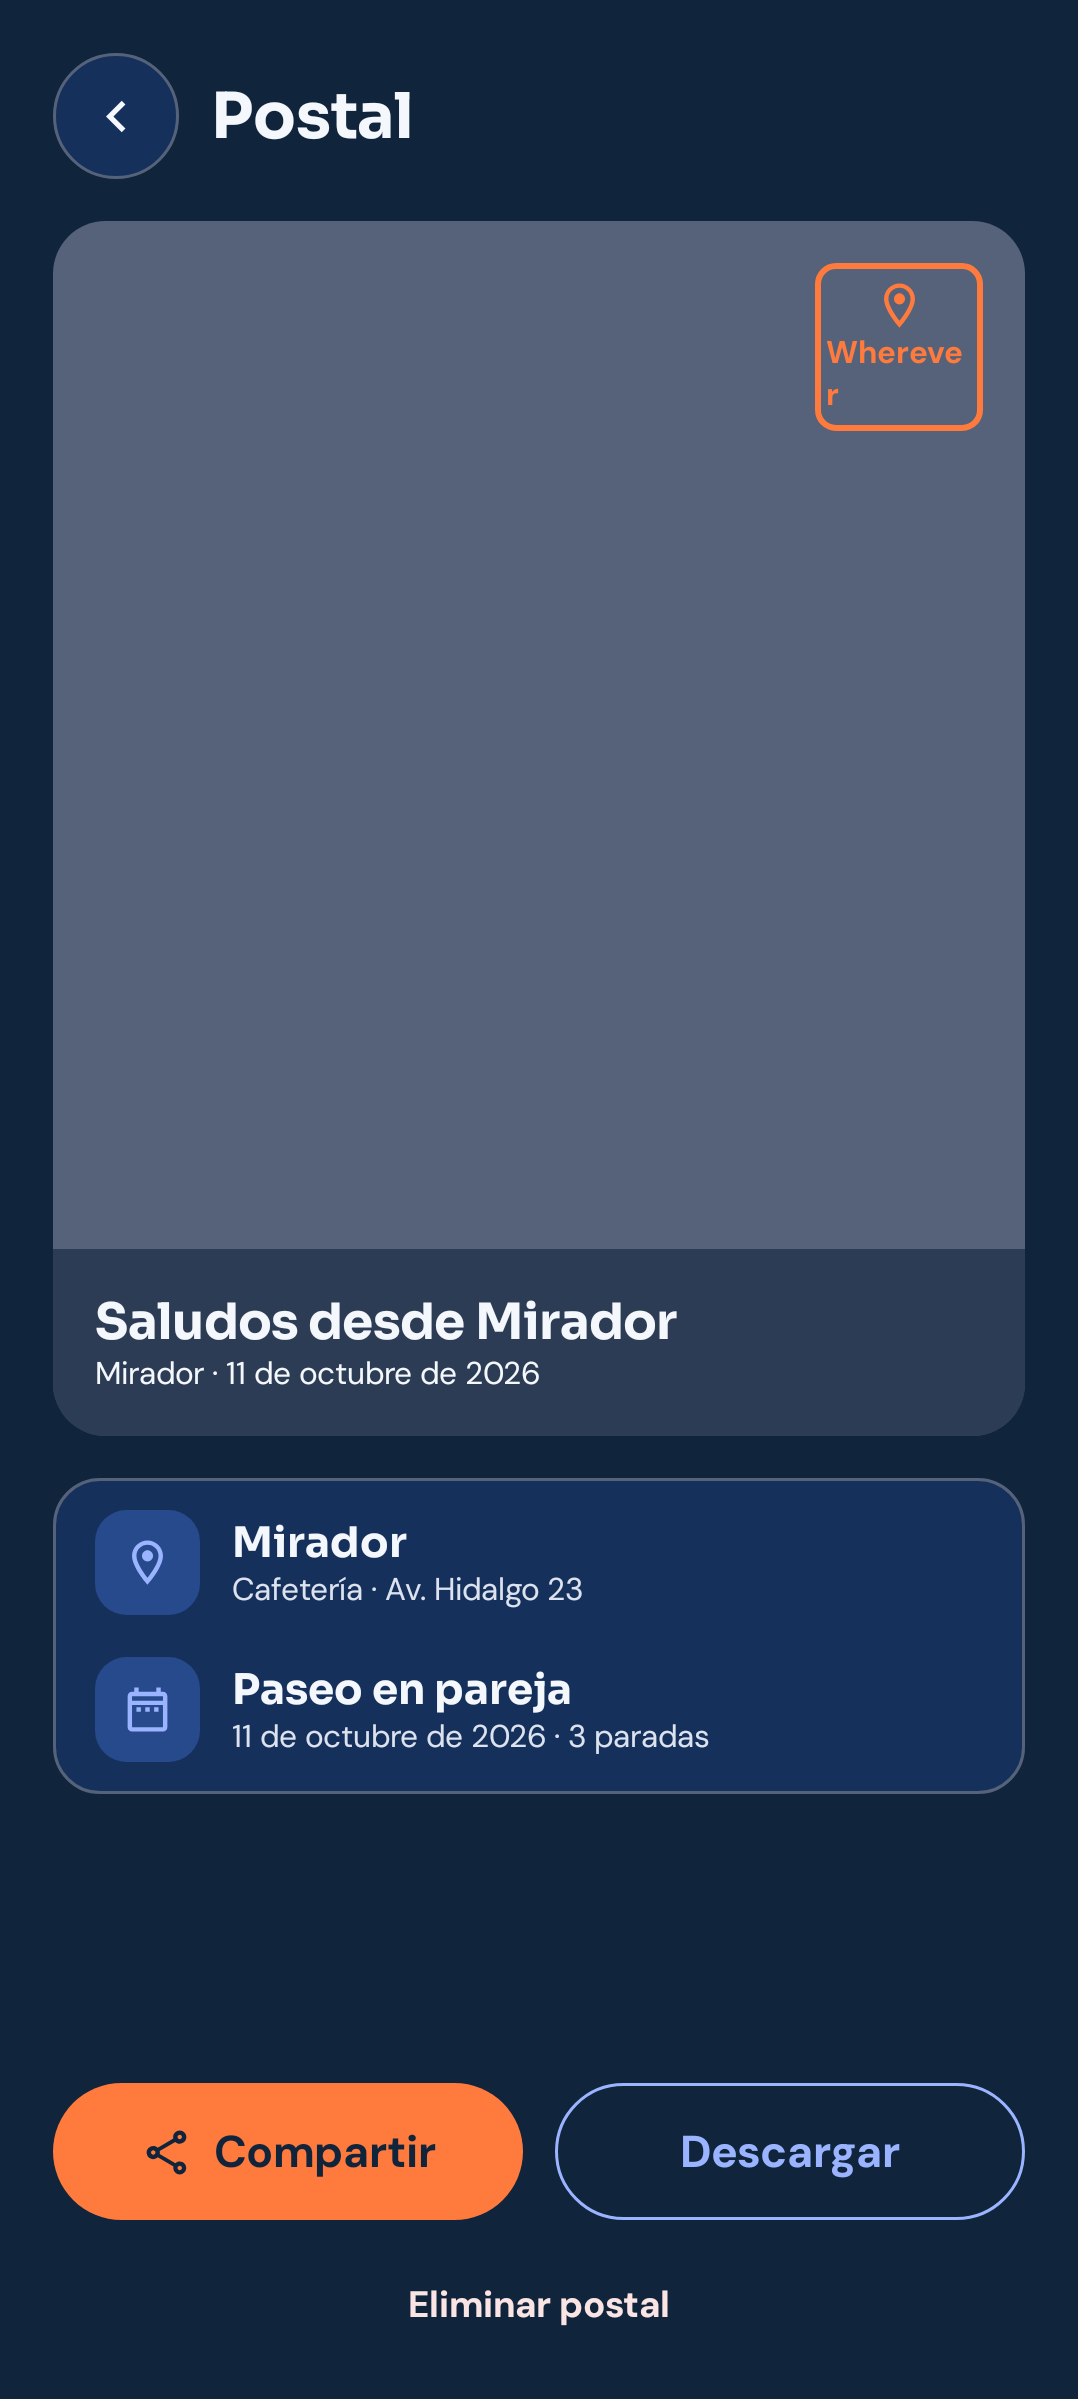 Postal
Whereve
r
Saludos desde Mirador
Mirador · 11 de octubre de 2026
Mirador
Cafetería · Av. Hidalgo 23
Paseo en pareja
11 de octubre de 2026 · 3 paradas
Compartir
Descargar
Eliminar postal